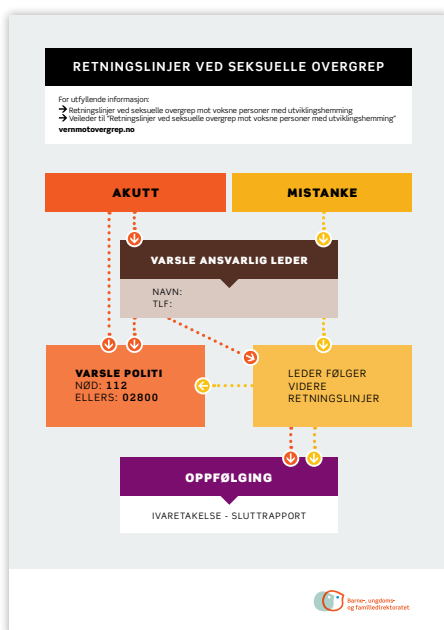 RETNINGSLINJER VED SEKSUELLE OVERGREP
For utfyllende informasjon:
→ Retningslinjer ved seksuelle overgrep mot voksne personer med utviklingshemming
→ Veileder til "Retningslinjer ved seksuelle overgrep mot voksne personer med utviklingshemming"
vernmotovergrep.no
AKUTT
MISTANKE
VARSLE ANSVARLIG LEDER
NAVN:
TLF:
VARSLE POLITI
NØD: 112
ELLERS: 02800
LEDER FØLGER
VIDERE
RETNINGSLINJER
OPPFØLGING
IVARETAKELSE - SLUTTRAPPORT
Barne-, ungdoms-
og familiedirektoratet